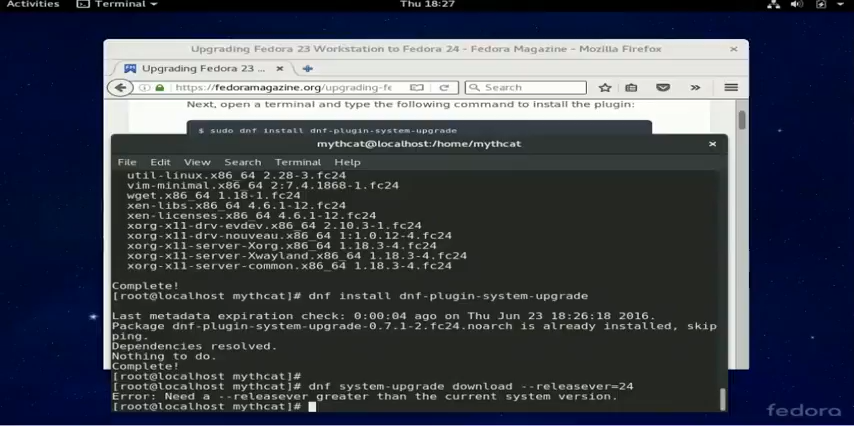 Activities Terminal Thu 18:27
Upgrading Fedora 23 Workstation to Fedora 24 - Fedora Magazine - Mozilla Firefox
Upgrading Fedora 23 ...
https://fedoramagazine.org/upgrading-fe Search
Next, open a terminal and type the following command to install the plugin:
$ sudo dnf install dnf-plugin-system-upgrade
mythcat@localhost:/home/mythcat
File Edit View Search Terminal Help
util-linux.x86_64 2.28-3.fc24
vim-minimal.x86_64 2:7.4.1868-1.fc24
wget.x86_64 1.18-1.fc24
xen-libs.x86_64 4.6.1-12.fc24
xen-licenses.x86_64 4.6.1-12.fc24
xorg-x11-drv-evdev.x86_64 2.10.3-1.fc24
xorg-x11-drv-nouveau.x86_64 1:1.0.12-4.fc24
xorg-x11-server-Xorg.x86_64 1.18.3-4.fc24
xorg-x11-server-Xwayland.x86_64 1.18.3-4.fc24
xorg-x11-server-common.x86_64 1.18.3-4.fc24
Complete!
[root@localhost mythcat]# dnf install dnf-plugin-system-upgrade
Last metadata expiration check: 0:00:04 ago on Thu Jun 23 18:26:18 2016.
Package dnf-plugin-system-upgrade-0.7.1-2.fc24.noarch is already installed, skip
ping.
Dependencies resolved.
Nothing to do.
Complete!
[root@localhost mythcat]#
[root@localhost mythcat]# dnf system-upgrade download --releasever=24
Error: Need a --releasever greater than the current system version.
[root@localhost mythcat]#
fedora